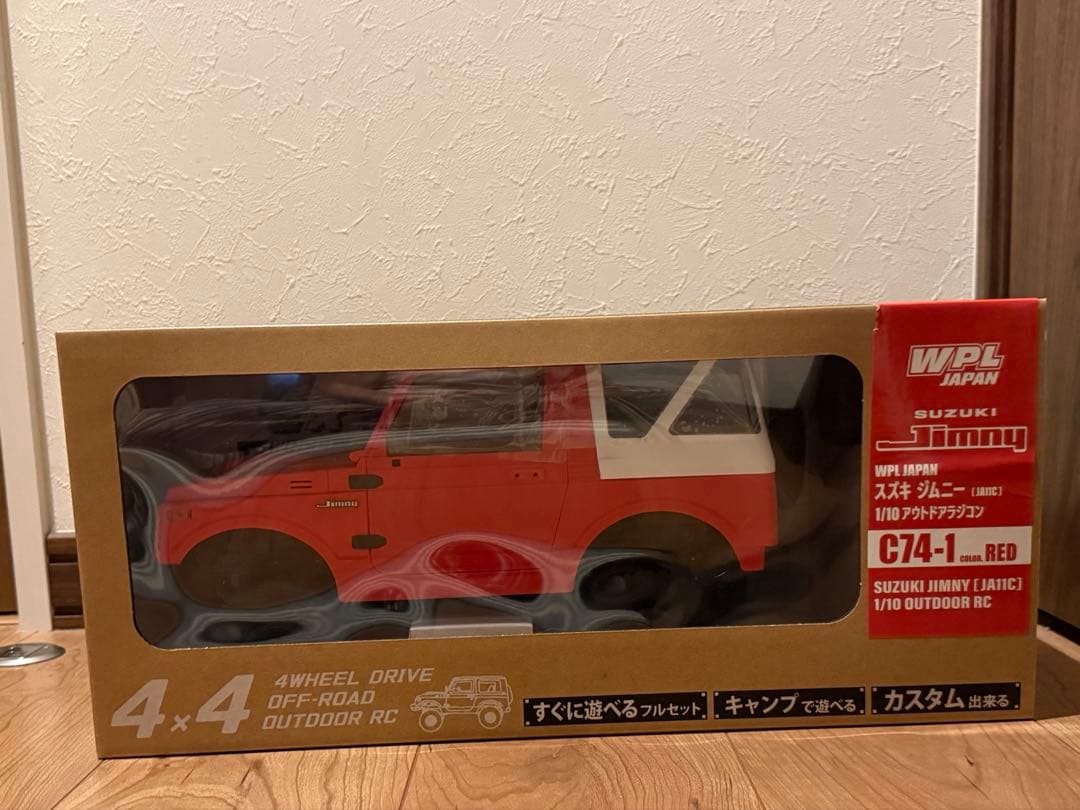 WPL
JAPAN
SUZUKI
Jimny
WPL JAPAN
スズキ ジムニー [JA11C]
1/10 アウトドアラジコン
C74-1 COLOR. RED
SUZUKI JIMNY [JA11C]
1/10 OUTDOOR RC
Jimny
4×4
4WHEEL DRIVE
OFF-ROAD
OUTDOOR RC
すぐに遊べるフルセット
キャンプで遊べる
カスタム出来る